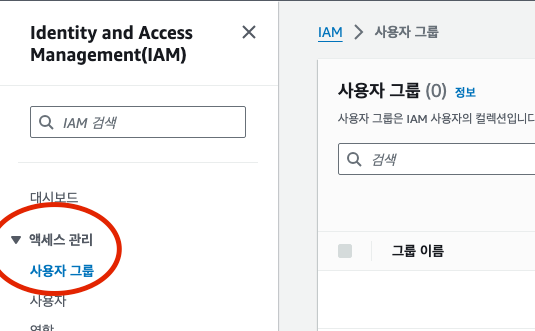 Identity and Access
Management(IAM)
IAM 검색
대시보드
액세스 관리
사용자 그룹
사용자
역할
IAM > 사용자 그룹
사용자 그룹 (0) 정보
사용자 그룹은 IAM 사용자의 컬렉션입니다
검색
그룹 이름